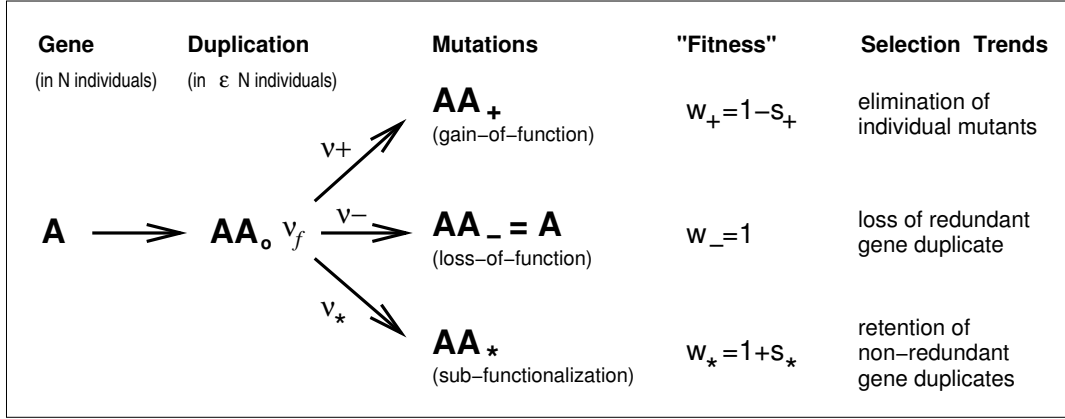 Gene Duplication Mutations "Fitness" Selection Trends
(in N individuals) (in ε N individuals)
AA+ w+=1−s+ elimination of
(gain−of−function) individual mutants
ν+
A AAo νf ν− AA− = A w−=1 loss of redundant
(loss−of−function) gene duplicate
ν*
AA* w*=1+s* retention of
(sub−functionalization) non−redundant
gene duplicates